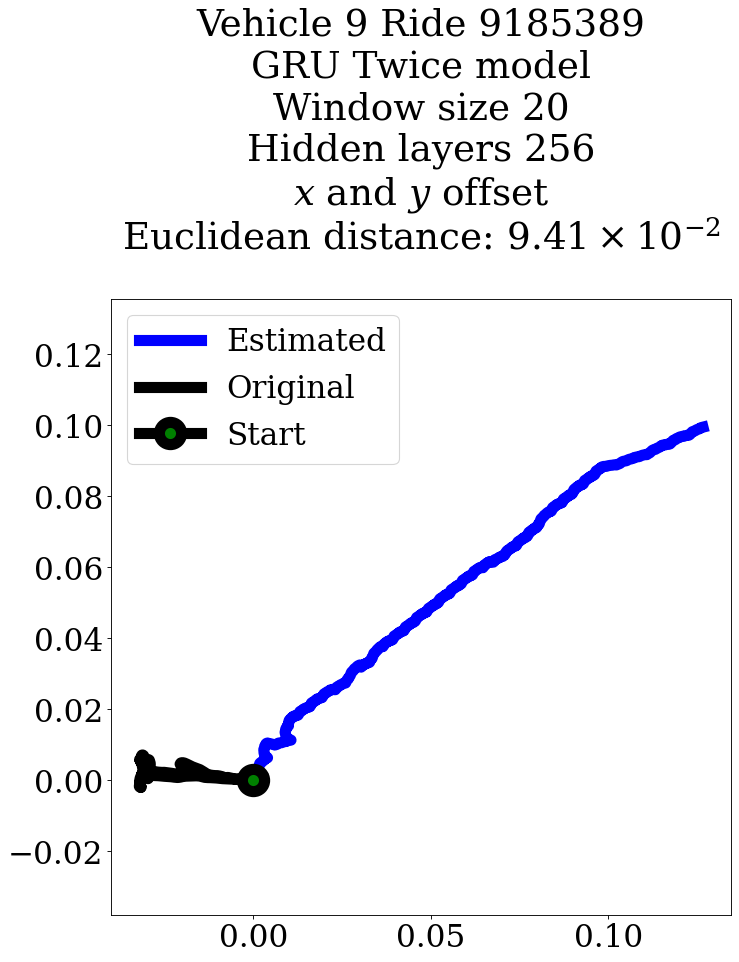 Vehicle 9 Ride 9185389
GRU Twice model
Window size 20
Hidden layers 256
x and y offset
Euclidean distance: 9.41 × 10⁻²
Estimated
Original
Start
0.12
0.10
0.08
0.06
0.04
0.02
0.00
−0.02
0.00 0.05 0.10